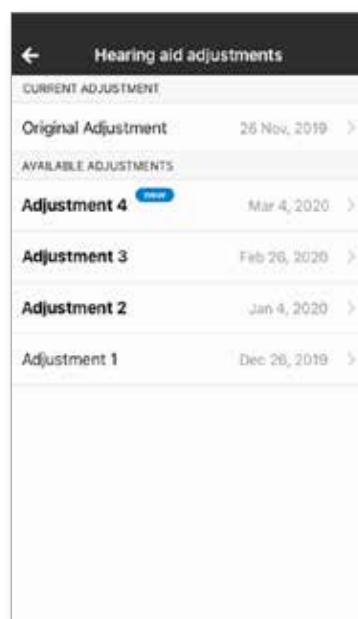 Hearing aid adjustments
CURRENT ADJUSTMENT
Original Adjustment 26 Nov, 2019
AVAILABLE ADJUSTMENTS
Adjustment 4 new Mar 4, 2020
Adjustment 3 Feb 26, 2020
Adjustment 2 Jan 4, 2020
Adjustment 1 Dec 26, 2019